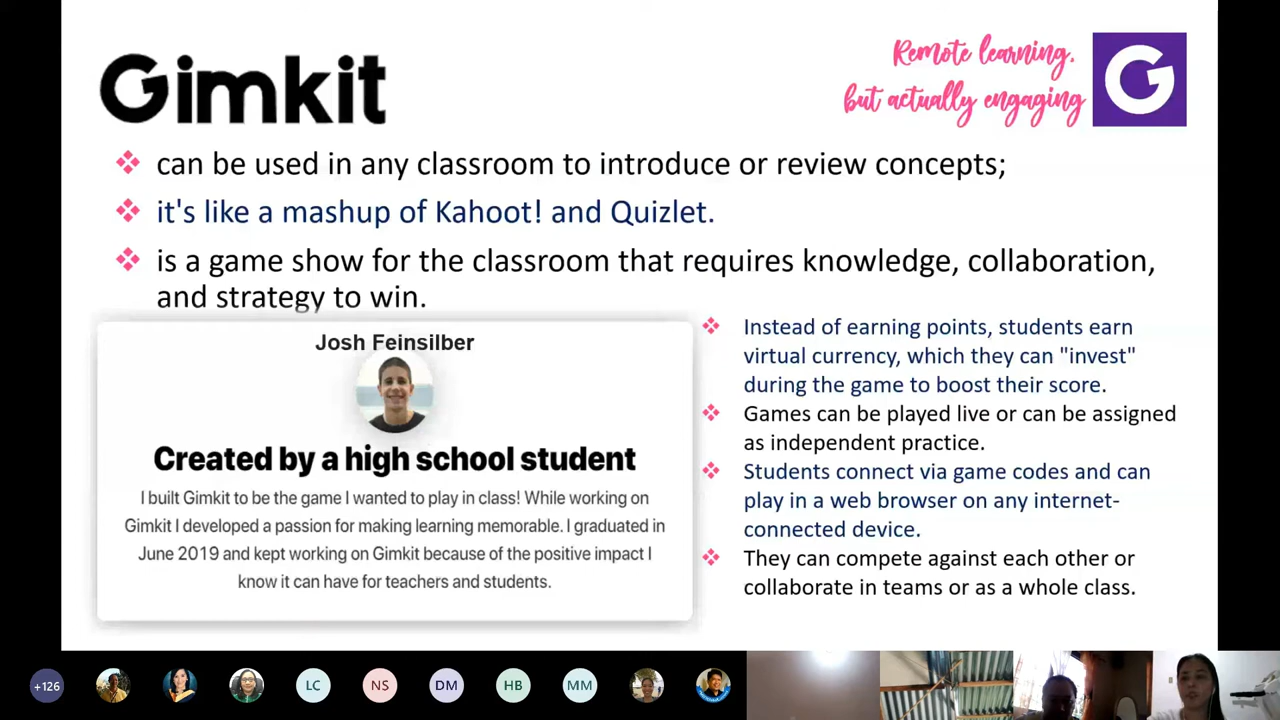 Gimkit
Remote learning.
but actually engaging
G
can be used in any classroom to introduce or review concepts;
it's like a mashup of Kahoot! and Quizlet.
is a game show for the classroom that requires knowledge, collaboration,
and strategy to win.
Josh Feinsilber
Created by a high school student
I built Gimkit to be the game I wanted to play in class! While working on
Gimkit I developed a passion for making learning memorable. I graduated in
June 2019 and kept working on Gimkit because of the positive impact I
know it can have for teachers and students.
Instead of earning points, students earn
virtual currency, which they can "invest"
during the game to boost their score.
Games can be played live or can be assigned
as independent practice.
Students connect via game codes and can
play in a web browser on any internet-
connected device.
They can compete against each other or
collaborate in teams or as a whole class.
+126
LC
NS
DM
HB
MM